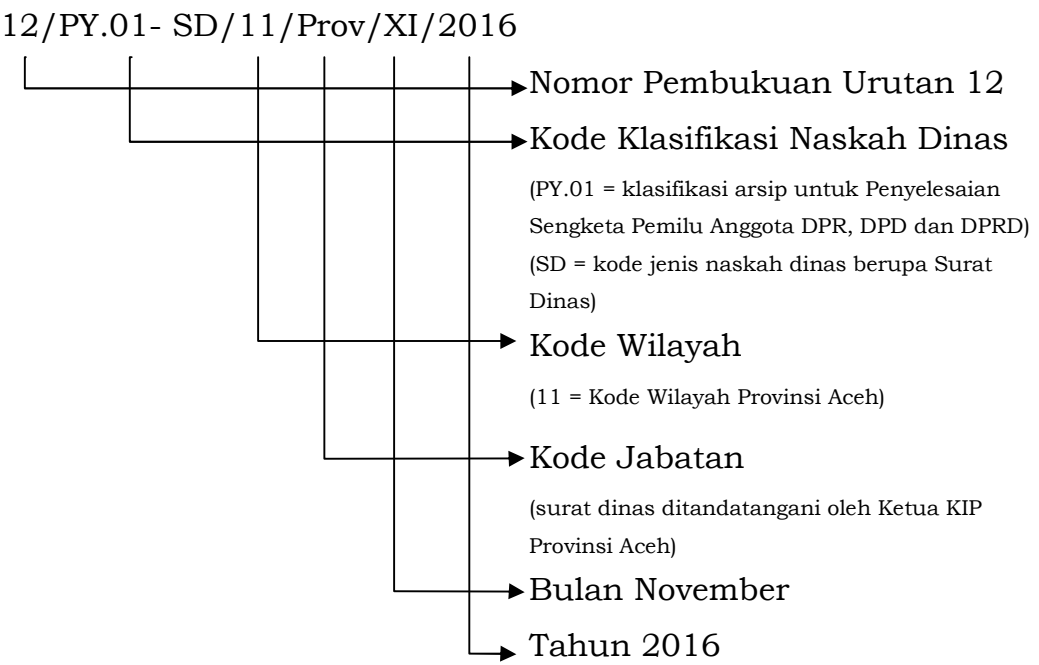 12/PY.01- SD/11/Prov/XI/2016
Nomor Pembukuan Urutan 12
Kode Klasifikasi Naskah Dinas
(PY.01 = klasifikasi arsip untuk Penyelesaian
Sengketa Pemilu Anggota DPR, DPD dan DPRD)
(SD = kode jenis naskah dinas berupa Surat
Dinas)
Kode Wilayah
(11 = Kode Wilayah Provinsi Aceh)
Kode Jabatan
(surat dinas ditandatangani oleh Ketua KIP
Provinsi Aceh)
Bulan November
Tahun 2016